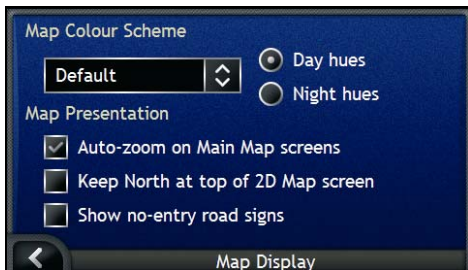 Map Colour Scheme
Default
Day hues
Night hues
Map Presentation
Auto-zoom on Main Map screens
Keep North at top of 2D Map screen
Show no-entry road signs
Map Display